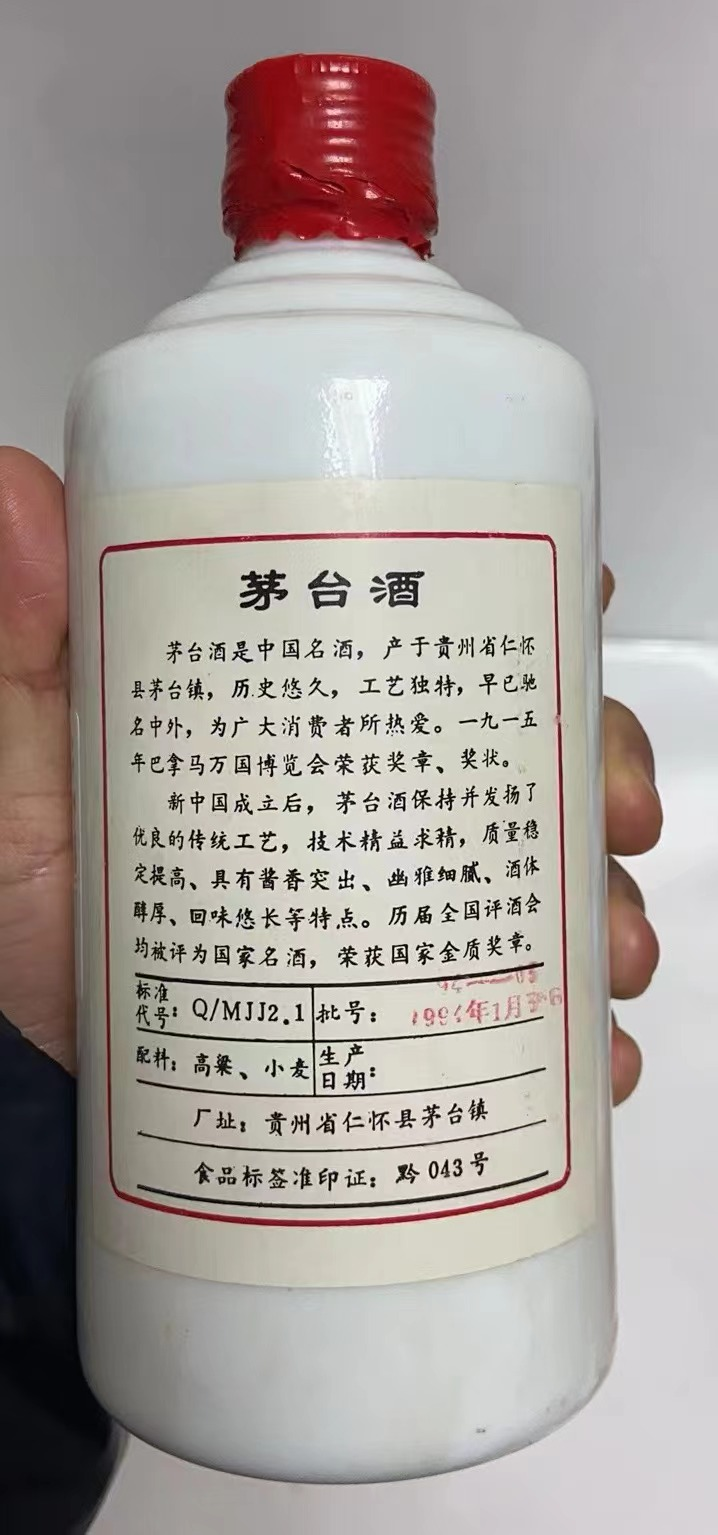 茅台酒
茅台酒是中国名酒，产于贵州省仁怀
县茅台镇，历史悠久，工艺独特，早已驰
名中外，为广大消费者所热爱。一九一五
年巴拿马万国博览会荣获奖章、奖状。
新中国成立后，茅台酒保持并发扬了
优良的传统工艺，技术精益求精，质量稳
定提高、具有酱香突出、幽雅细腻、酒体
醇厚、回味悠长等特点。历届全国评酒会
均被评为国家名酒，荣获国家金质奖章。
标准代号：Q/MJJ2.1 批号：
1994年1月
配料：高粱、小麦 生产日期：
厂址：贵州省仁怀县茅台镇
食品标签准印证：黔043号